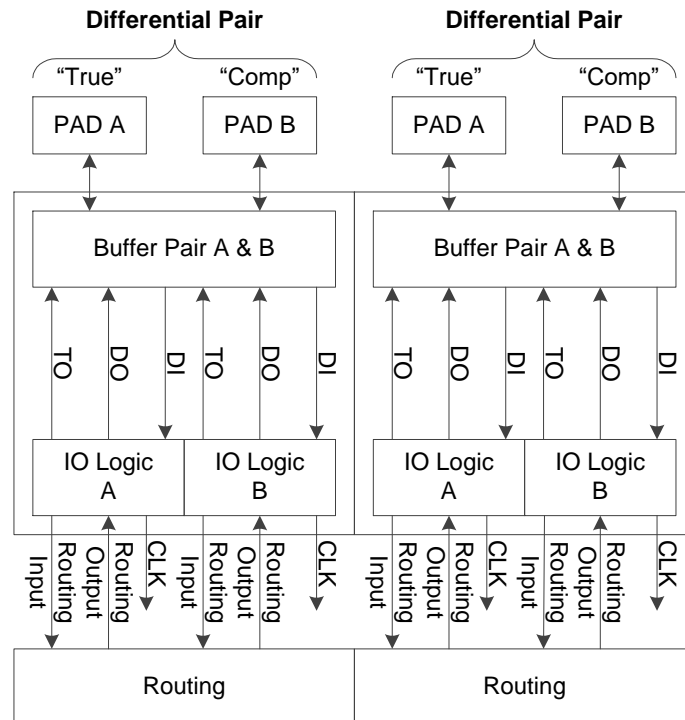 Differential Pair
Differential Pair
“True”
“Comp”
“True”
“Comp”
PAD A
PAD B
PAD A
PAD B
Buffer Pair A & B
Buffer Pair A & B
TO
DO
DI
TO
DO
DI
TO
DO
DI
TO
DO
DI
IO Logic
A
IO Logic
B
IO Logic
A
IO Logic
B
Routing
Input
Routing
Output
CLK
Routing
Input
Routing
Output
CLK
Routing
Input
Routing
Output
CLK
Routing
Input
Routing
Output
CLK
Routing
Routing